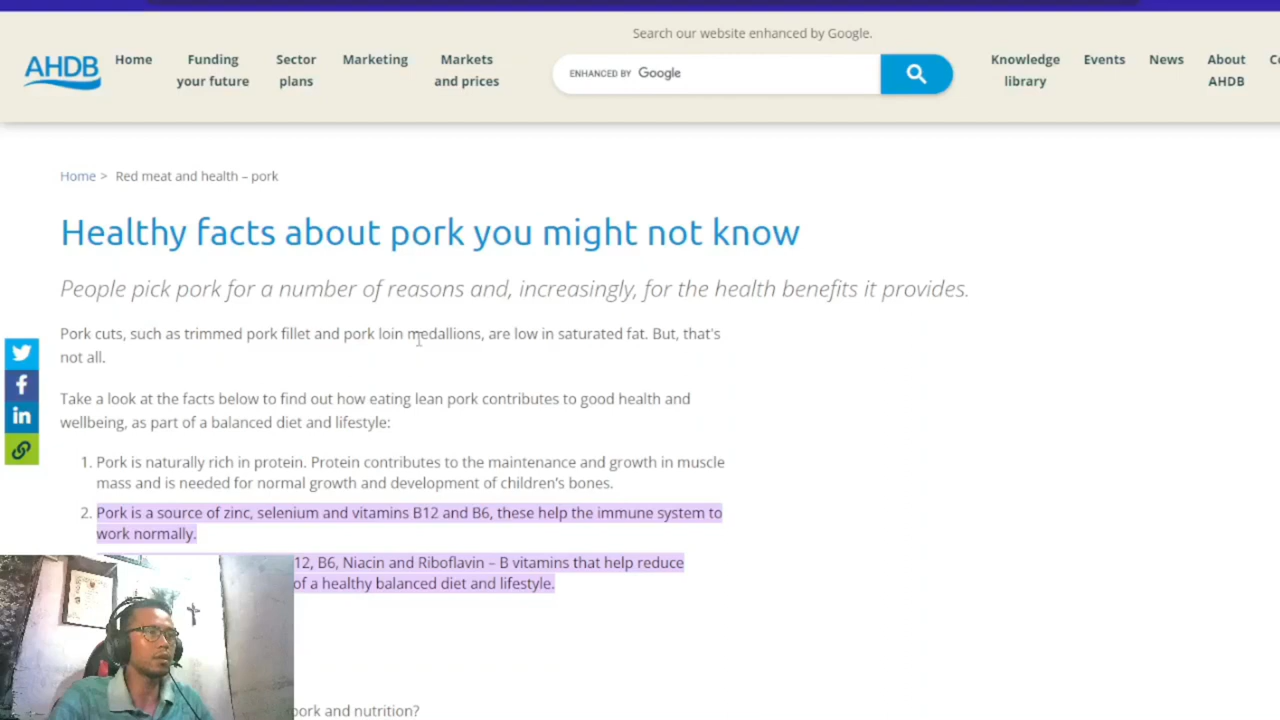 Search our website enhanced by Google.
AHDB
Home
Funding your future
Sector plans
Marketing
Markets and prices
ENHANCED BY Google
Knowledge library
Events
News
About AHDB
Home > Red meat and health – pork
Healthy facts about pork you might not know
People pick pork for a number of reasons and, increasingly, for the health benefits it provides.
Pork cuts, such as trimmed pork fillet and pork loin medallions, are low in saturated fat. But, that's
not all.
Take a look at the facts below to find out how eating lean pork contributes to good health and
wellbeing, as part of a balanced diet and lifestyle:
1. Pork is naturally rich in protein. Protein contributes to the maintenance and growth in muscle
mass and is needed for normal growth and development of children's bones.
2. Pork is a source of zinc, selenium and vitamins B12 and B6, these help the immune system to
work normally.
12, B6, Niacin and Riboflavin – B vitamins that help reduce
of a healthy balanced diet and lifestyle.
pork and nutrition?